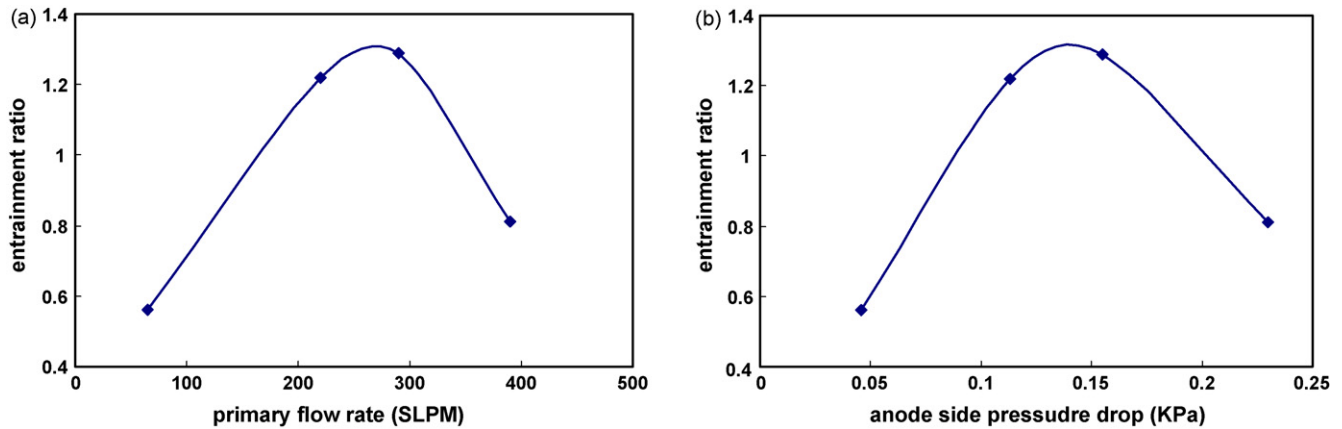 (a)
1.4
1.2
1
0.8
0.6
0.4
entrainment ratio
0 100 200 300 400 500
primary flow rate (SLPM)
(b)
1.4
1.2
1
0.8
0.6
0.4
entrainment ratio
0 0.05 0.1 0.15 0.2 0.25
anode side pressudre drop (KPa)